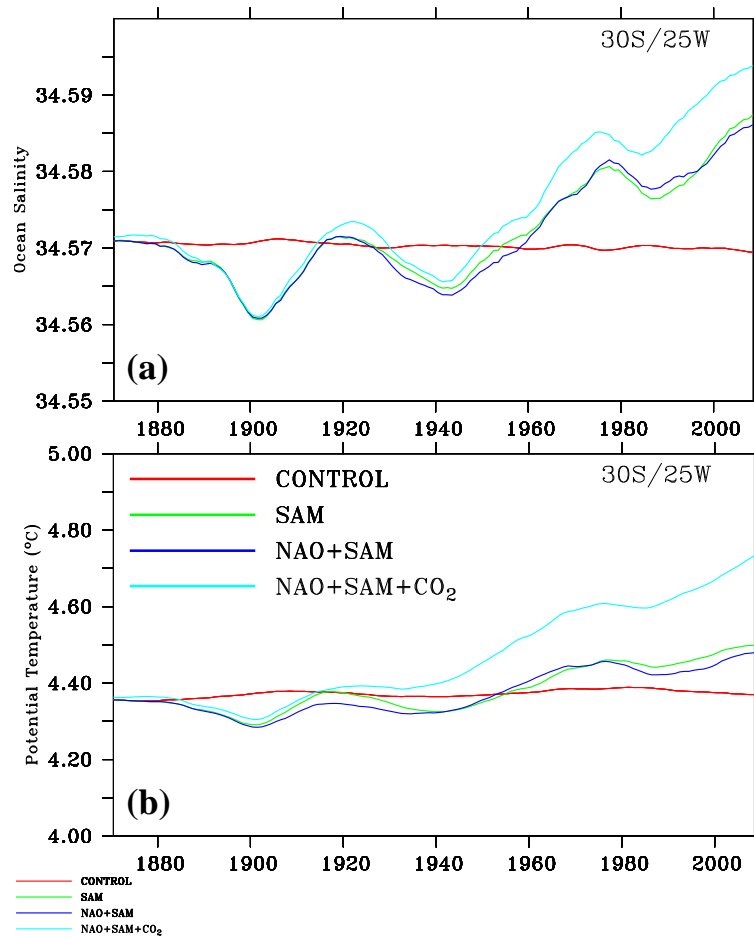 30S/25W
34.59
34.58
34.57
34.56
34.55
Ocean Salinity
(a)
1880 1900 1920 1940 1960 1980 2000
5.00
4.80
4.60
4.40
4.20
4.00
Potential Temperature (°C)
30S/25W
CONTROL
SAM
NAO+SAM
NAO+SAM+CO₂
(b)
1880 1900 1920 1940 1960 1980 2000
CONTROL
SAM
NAO+SAM
NAO+SAM+CO₂